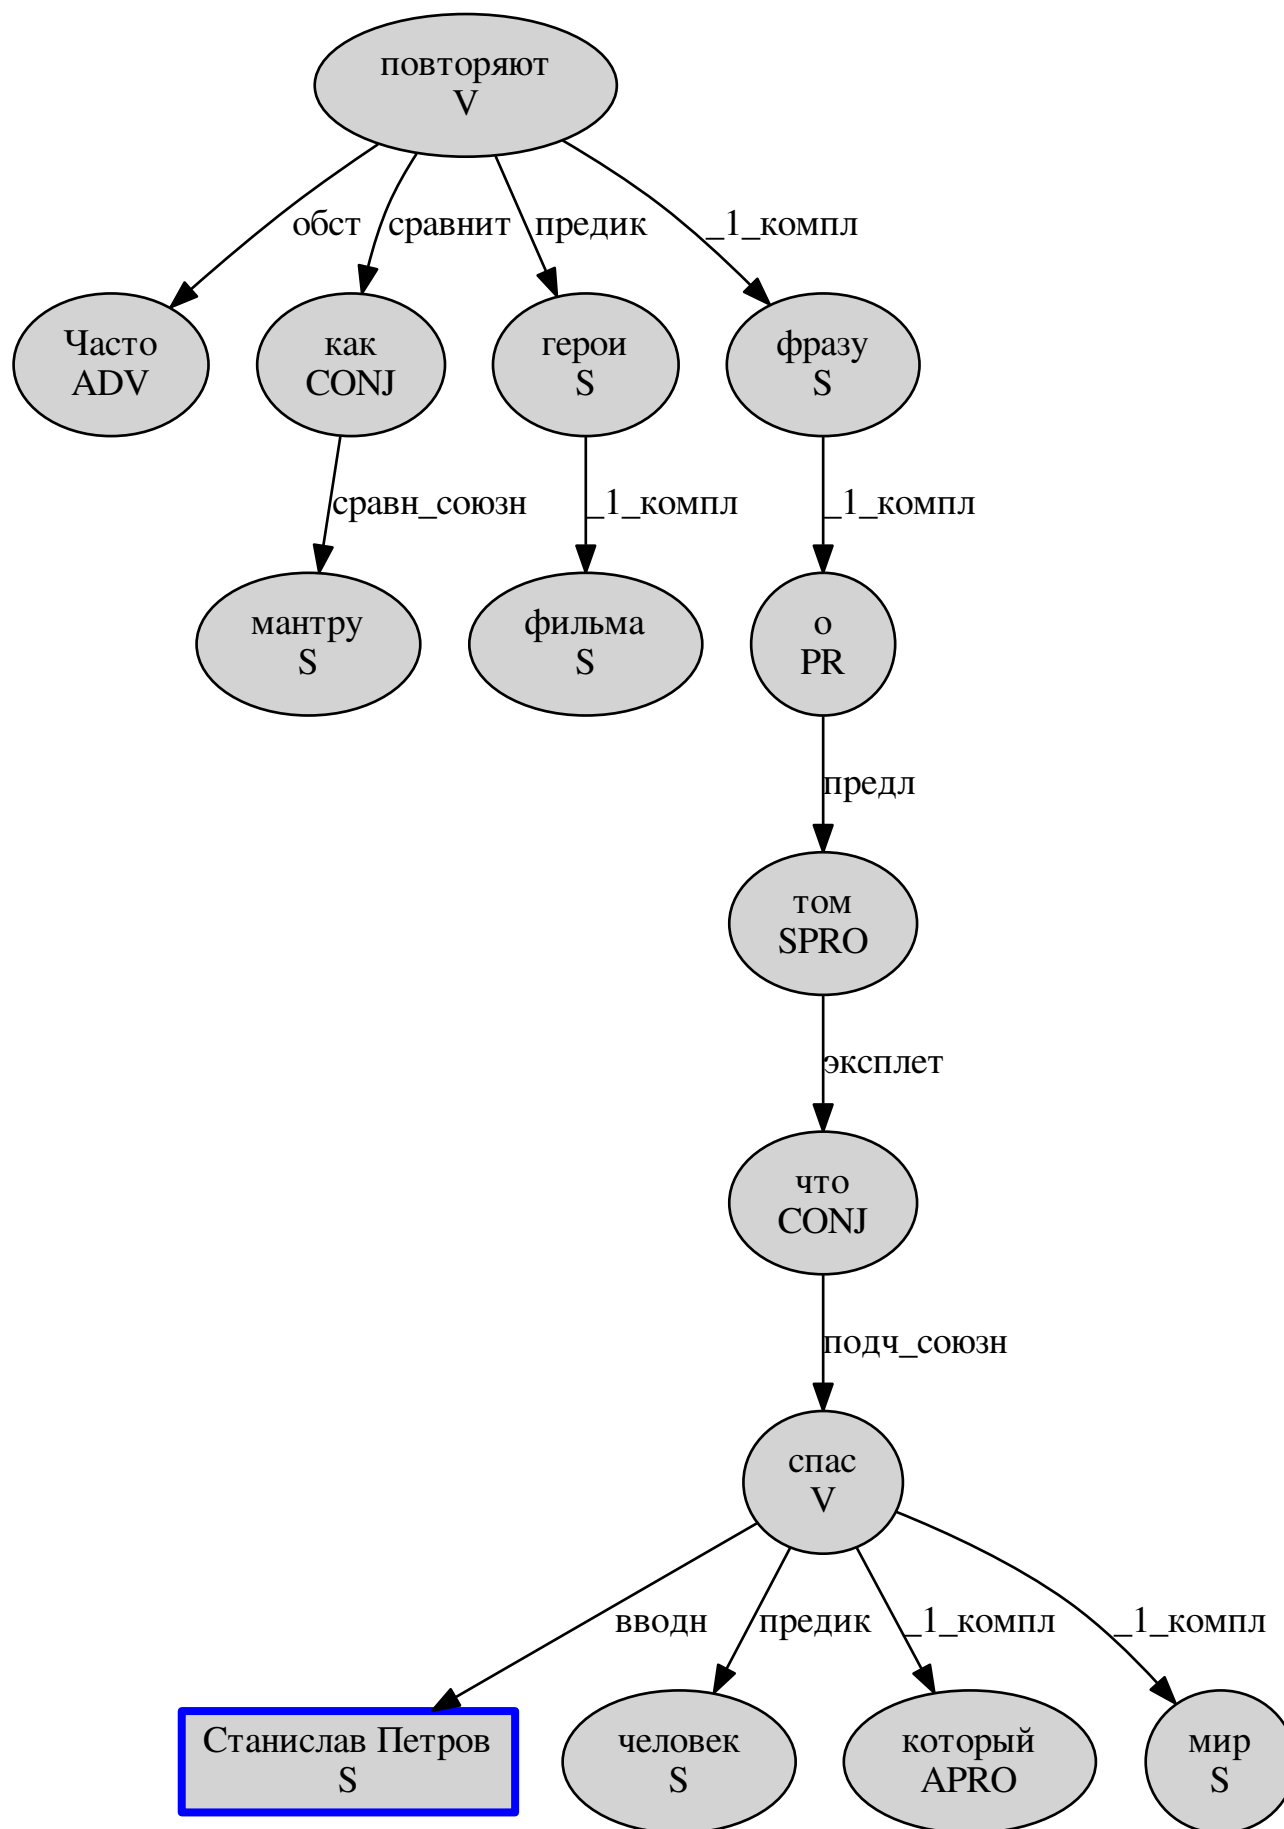 повторяют
V
обст
сравнит
предик
_1_компл
Часто
ADV
как
CONJ
герои
S
фразу
S
сравн_союзн
_1_компл
_1_компл
мантру
S
фильма
S
о
PR
предл
том
SPRO
эксплет
что
CONJ
подч_союзн
спас
V
вводн
предик
_1_компл
_1_компл
Станислав Петров
S
человек
S
который
APRO
мир
S